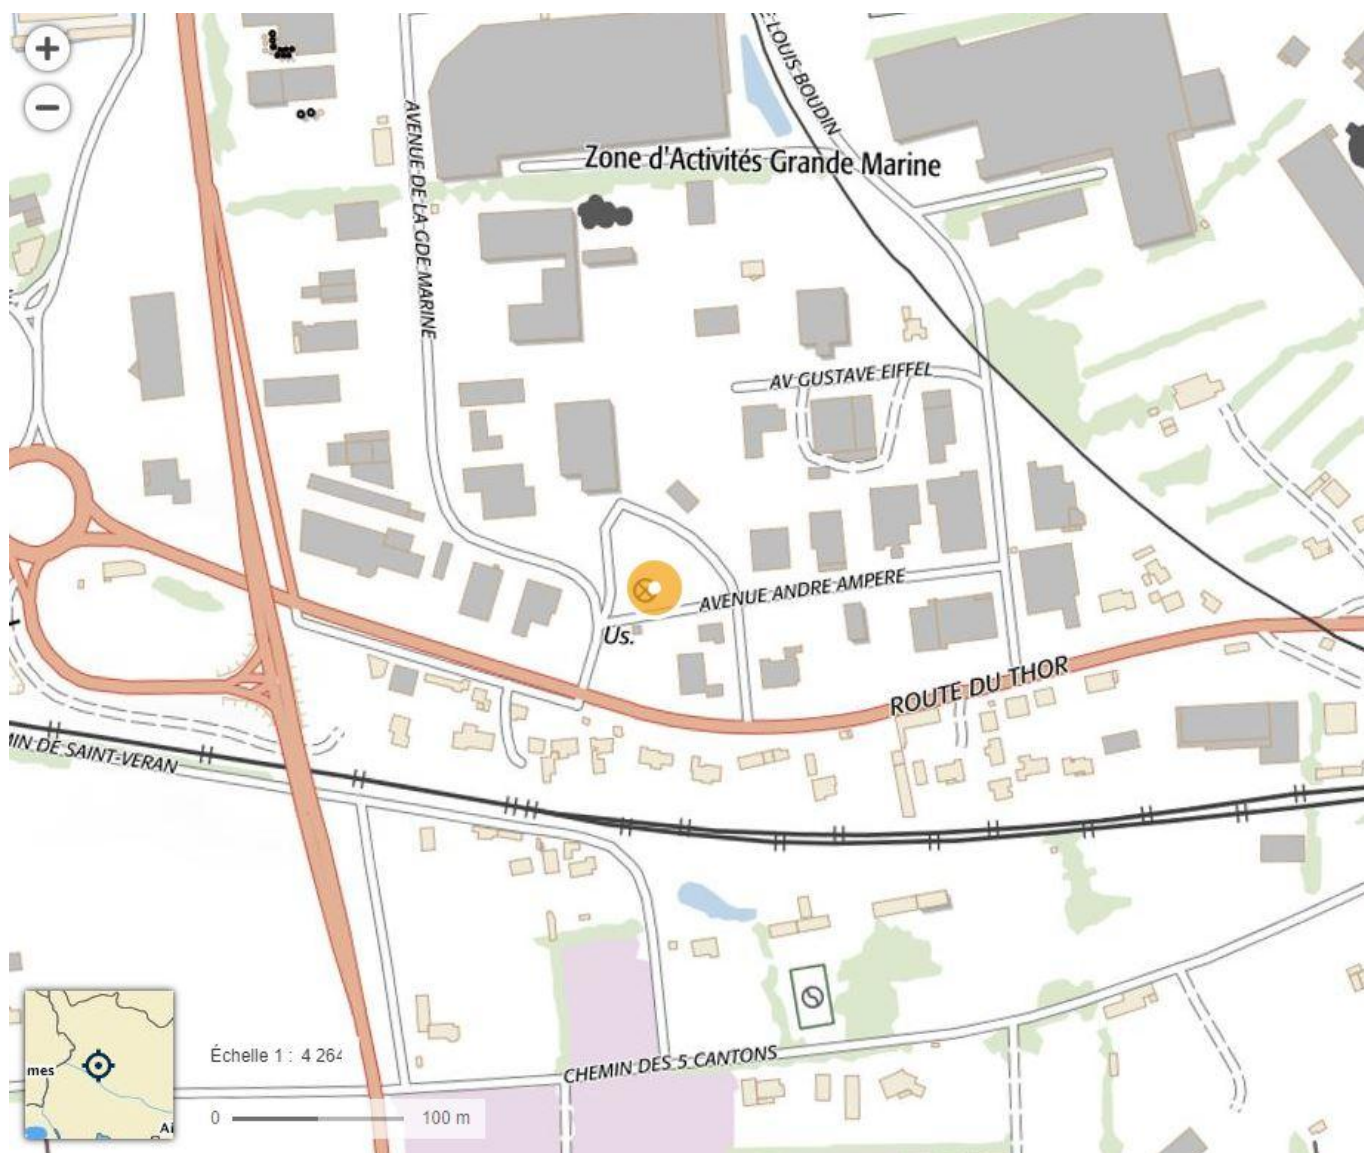 +
−
E-LOUIS BOUDIN
AVENUE DE LA GDE MARINE
Zone d'Activités Grande Marine
AV GUSTAVE EIFFEL
AVENUE ANDRE AMPERE
Us.
ROUTE DU THOR
MIN DE SAINT-VERAN
CHEMIN DES 5 CANTONS
mes
Ai
Échelle 1 : 4 264
0 100 m